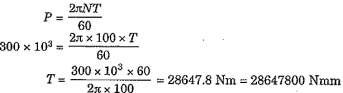 P = 2πNT / 60
300 × 10³ = 2π × 100 × T / 60
T = 300 × 10³ × 60 / 2π × 100 = 28647.8 Nm = 28647800 Nmm